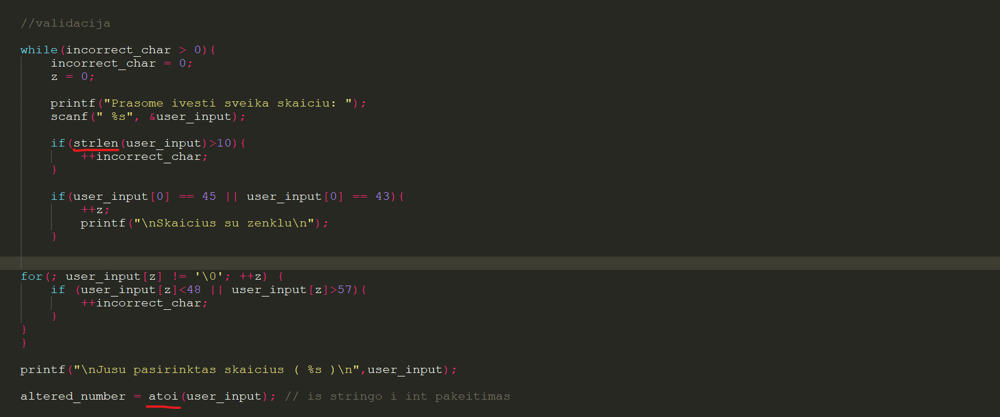 //validacija
while(incorrect_char > 0){
incorrect_char = 0;
z = 0;
printf("Prasome ivesti sveika skaiciu: ");
scanf(" %s", &user_input);
if(strlen(user_input)>10){
++incorrect_char;
}
if(user_input[0] == 45 || user_input[0] == 43){
++z;
printf("\nSkaicius su zenklu\n");
}
for(; user_input[z] != '\0'; ++z) {
if (user_input[z]<48 || user_input[z]>57){
++incorrect_char;
}
}
}
printf("\nJusu pasirinktas skaicius ( %s )\n",user_input);
altered_number = atoi(user_input); // is stringo i int pakeitimas